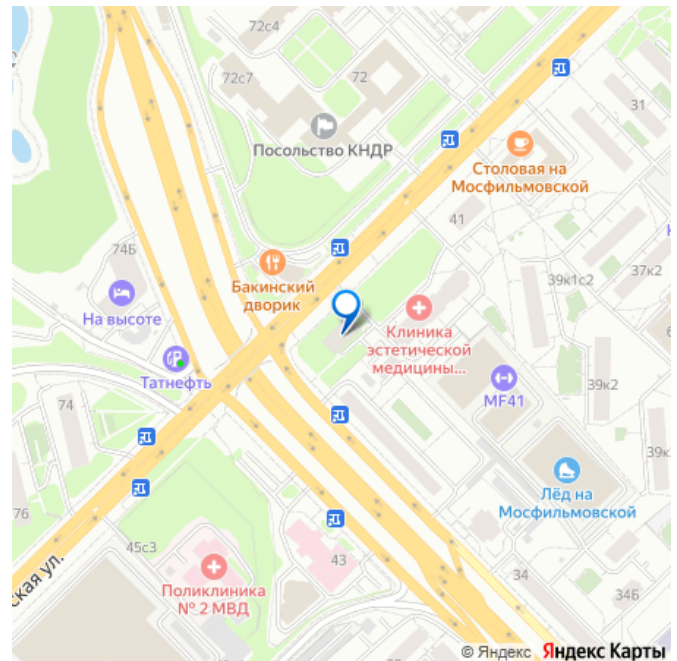 72с4
72с7
72
31
Посольство КНДР
Столовая на
Мосфильмовской
41
74Б
Бакинский
дворик
39к1с2
37к2
На высоте
Клиника
эстетической
медицины...
Татнефть
MF41
39к2
74
39к
Лёд на
Мосфильмовской
76
45с3
43
34
34Б
ская ул.
Поликлиника
№ 2 МВД
© Яндекс Яндекс Карты